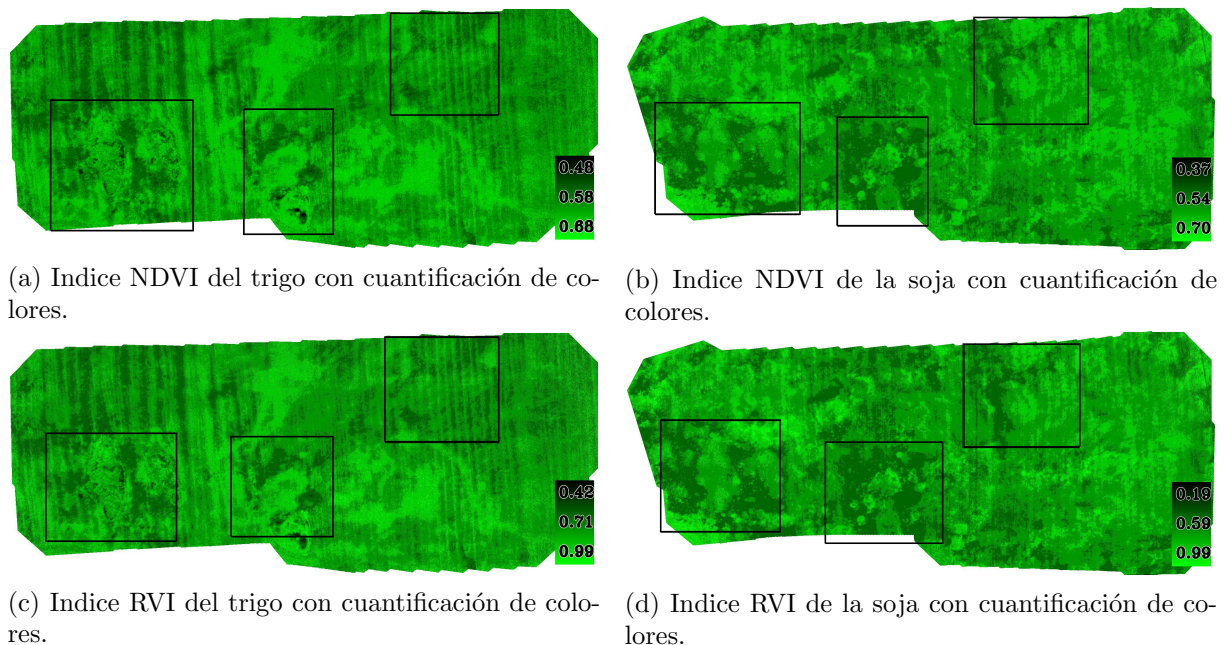 0.48
0.58
0.68
(a) Indice NDVI del trigo con cuantificación de co-
lores.
0.37
0.54
0.70
(b) Indice NDVI de la soja con cuantificación de
colores.
0.42
0.71
0.99
(c) Indice RVI del trigo con cuantificación de colo-
res.
0.19
0.59
0.99
(d) Indice RVI de la soja con cuantificación de co-
lores.